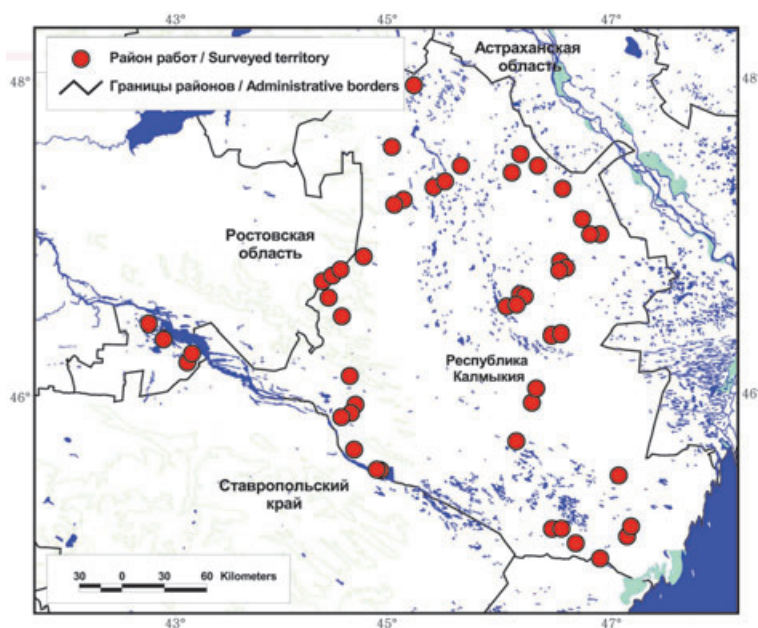 43° 45° 47°
Район работ / Surveyed territory
Границы районов / Administrative borders
Астраханская
область
48° 48°
Ростовская
область
Республика
Калмыкия
46° 46°
Ставропольский
край
30 0 30 60 Kilometers
43° 45° 47°